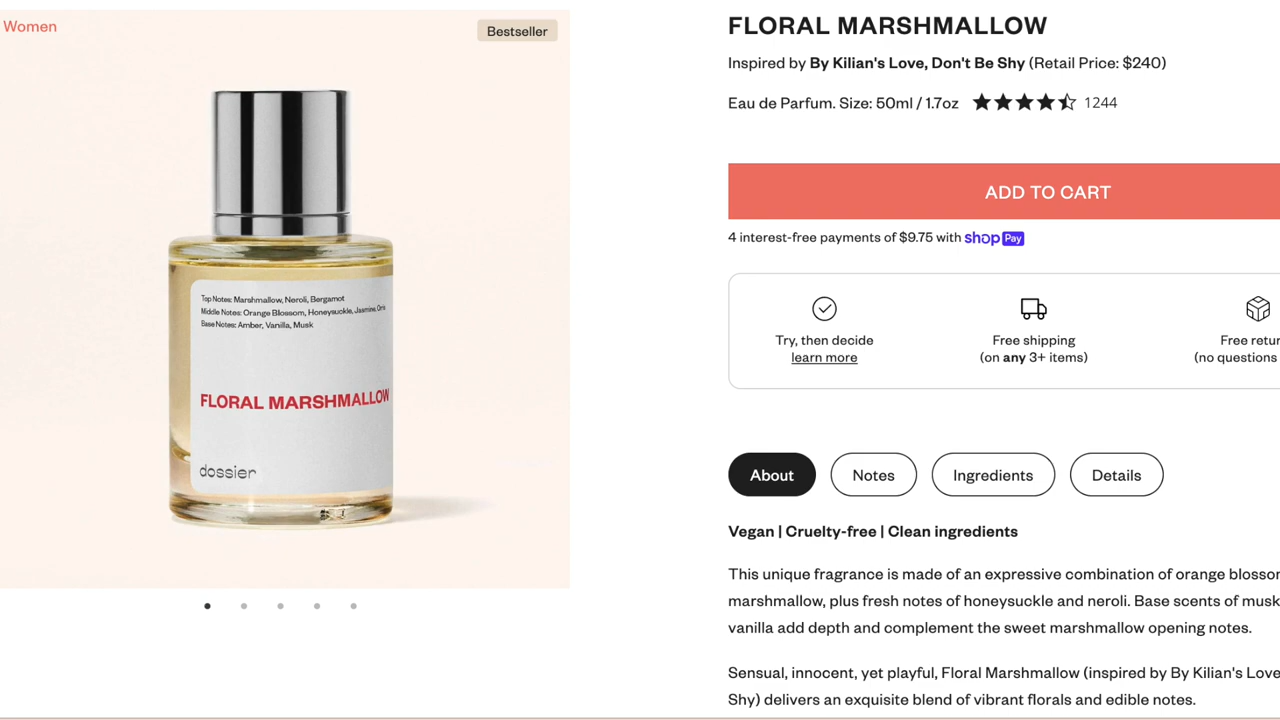 Women
Bestseller
Top Notes: Marshmallow, Neroli, Bergamot
Middle Notes: Orange Blossom, Honeysuckle, Jasmine, Orris
Base Notes: Amber, Vanilla, Musk
FLORAL MARSHMALLOW
dossier
FLORAL MARSHMALLOW
Inspired by By Kilian's Love, Don't Be Shy (Retail Price: $240)
Eau de Parfum. Size: 50ml / 1.7oz 1244
ADD TO CART
4 interest-free payments of $9.75 with shop Pay
Try, then decide
learn more
Free shipping
(on any 3+ items)
Free retur
(no questions
About Notes Ingredients Details
Vegan | Cruelty-free | Clean ingredients
This unique fragrance is made of an expressive combination of orange blossom
marshmallow, plus fresh notes of honeysuckle and neroli. Base scents of musk
vanilla add depth and complement the sweet marshmallow opening notes.
Sensual, innocent, yet playful, Floral Marshmallow (inspired by By Kilian's Love
Shy) delivers an exquisite blend of vibrant florals and edible notes.